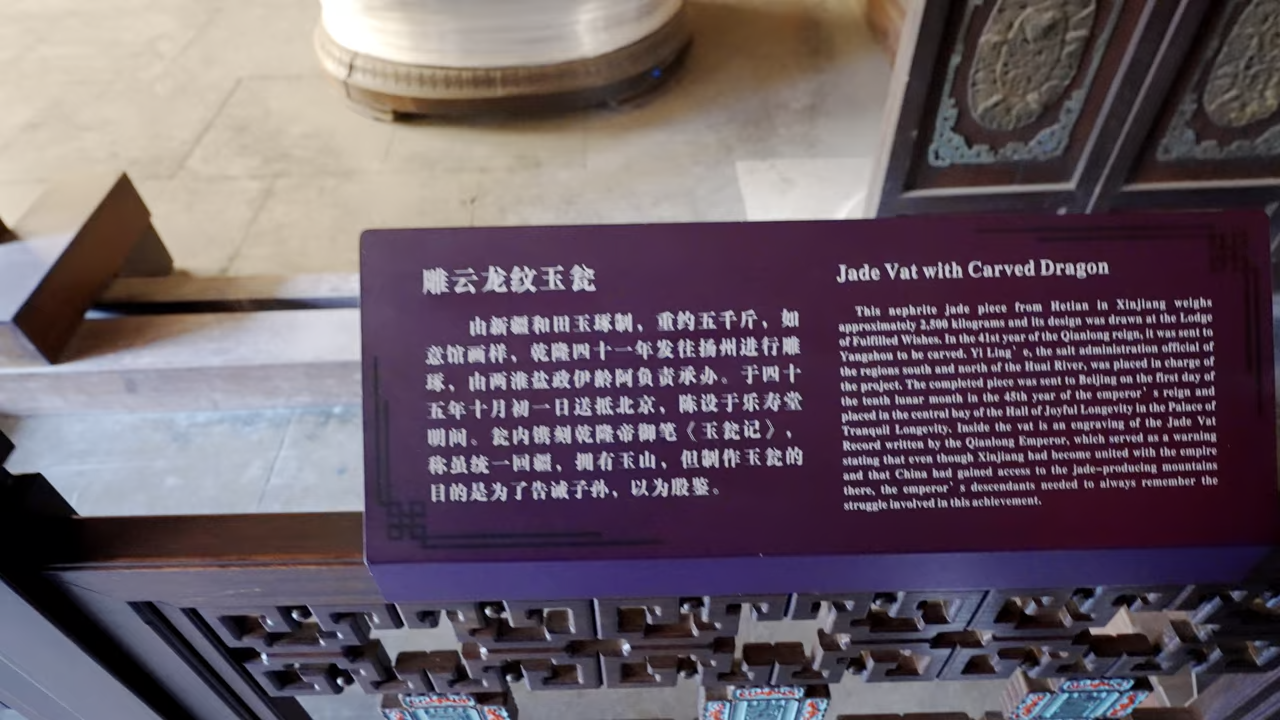 雕云龙纹玉瓮
由新疆和田玉琢制，重约五千斤，如
意馆画样，乾隆四十一年发往扬州进行雕
琢，由两淮盐政伊龄阿负责承办。于四十
五年十月初一日送抵北京，陈设于乐寿堂
明间。瓮内镌刻乾隆帝御笔《玉瓮记》，
称虽统一回疆，拥有玉山，但制作玉瓮的
目的是为了告诫子孙，以为殷鉴。
Jade Vat with Carved Dragon
This nephrite jade piece from Hetian in Xinjiang weighs
approximately 2,500 kilograms and its design was drawn at the Lodge
of Fulfilled Wishes. In the 41st year of the Qianlong reign, it was sent to
Yangzhou to be carved. Yi Ling’e, the salt administration official of
the regions south and north of the Huai River, was placed in charge of
the project. The completed piece was sent to Beijing on the first day of
the tenth lunar month in the 45th year of the emperor’s reign and
placed in the central bay of the Hall of Joyful Longevity in the Palace of
Tranquil Longevity. Inside the vat is an engraving of the Jade Vat
Record written by the Qianlong Emperor, which served as a warning
stating that even though Xinjiang had become united with the empire
and that China had gained access to the jade-producing mountains
there, the emperor’s descendants needed to always remember the
struggle involved in this achievement.